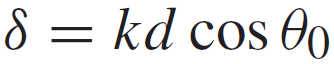 δ = kd cos θ₀